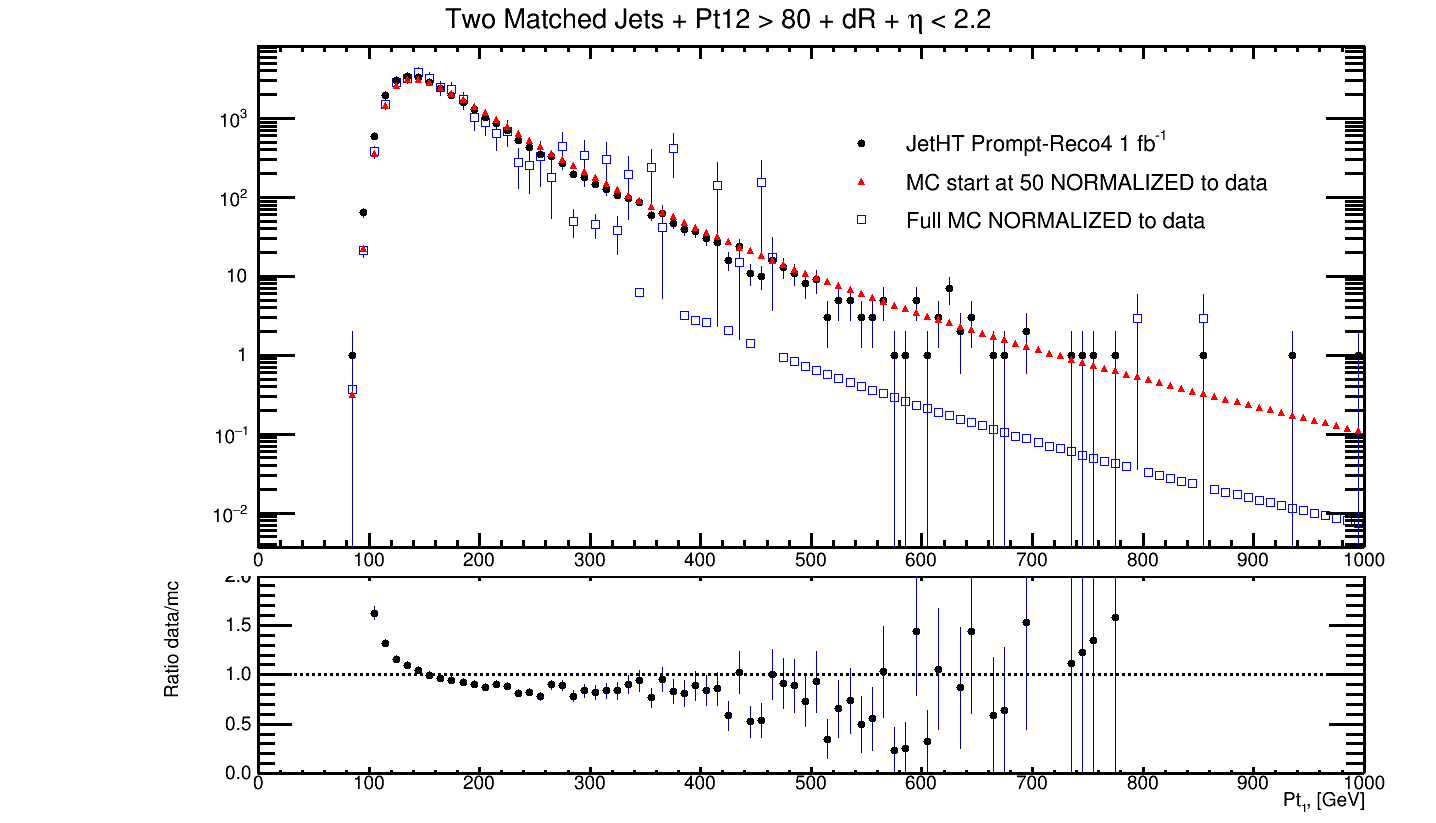 Two Matched Jets + Pt12 > 80 + dR + η < 2.2
10³
10²
10
1
10⁻¹
10⁻²
JetHT Prompt-Reco4 1 fb⁻¹
MC start at 50 NORMALIZED to data
Full MC NORMALIZED to data
0 100 200 300 400 500 600 700 800 900 1000
Ratio data/mc
2.0
1.5
1.0
0.5
0.0
0 100 200 300 400 500 600 700 800 900 1000
Pt₁, [GeV]